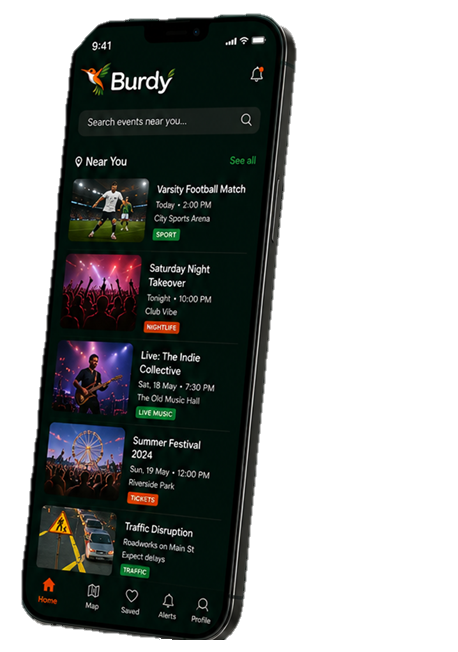 9:41
Burdy
Search events near you...
Near You
See all
Varsity Football Match
Today • 2:00 PM
City Sports Arena
SPORT
Saturday Night
Takeover
Tonight • 10:00 PM
Club Vibe
NIGHTLIFE
Live: The Indie
Collective
Sat, 18 May • 7:30 PM
The Old Music Hall
LIVE MUSIC
Summer Festival
2024
Sun, 19 May • 12:00 PM
Riverside Park
TICKETS
Traffic Disruption
Roadworks on Main St
Expect delays
TRAFFIC
Home
Map
Saved
Alerts
Profile